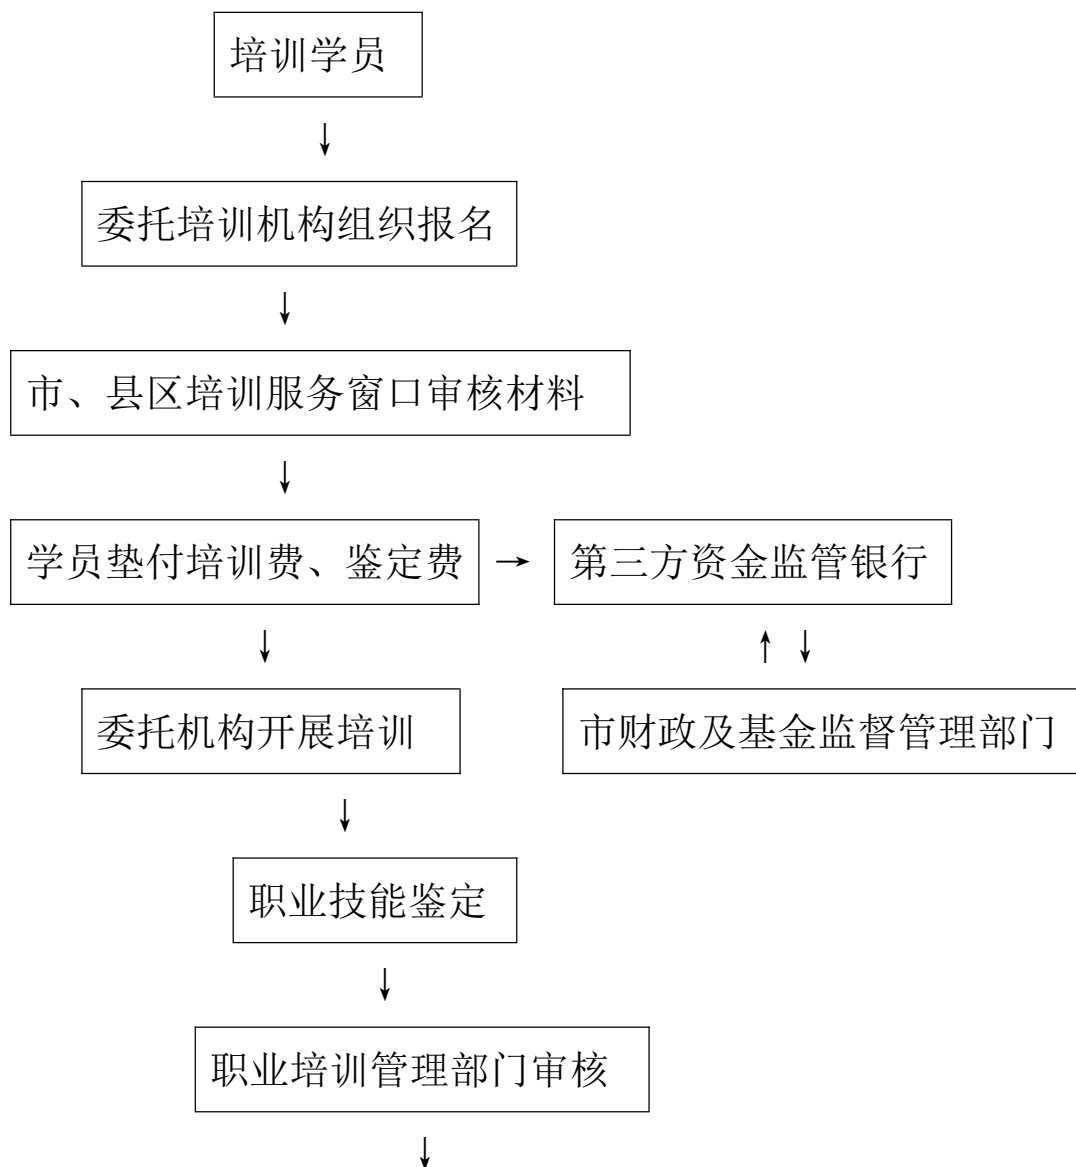 培训学员
↓
委托培训机构组织报名
↓
市、县区培训服务窗口审核材料
↓
学员垫付培训费、鉴定费 → 第三方资金监管银行
↓ ↑ ↓
委托机构开展培训 市财政及基金监督管理部门
↓
职业技能鉴定
↓
职业培训管理部门审核
↓